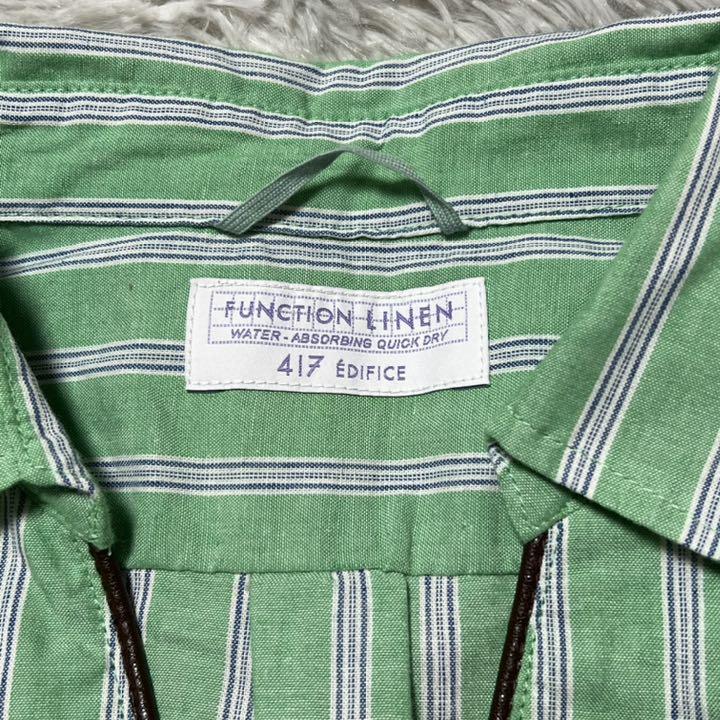 FUNCTION LINEN
WATER-ABSORBING QUICK DRY
417 ÉDIFICE